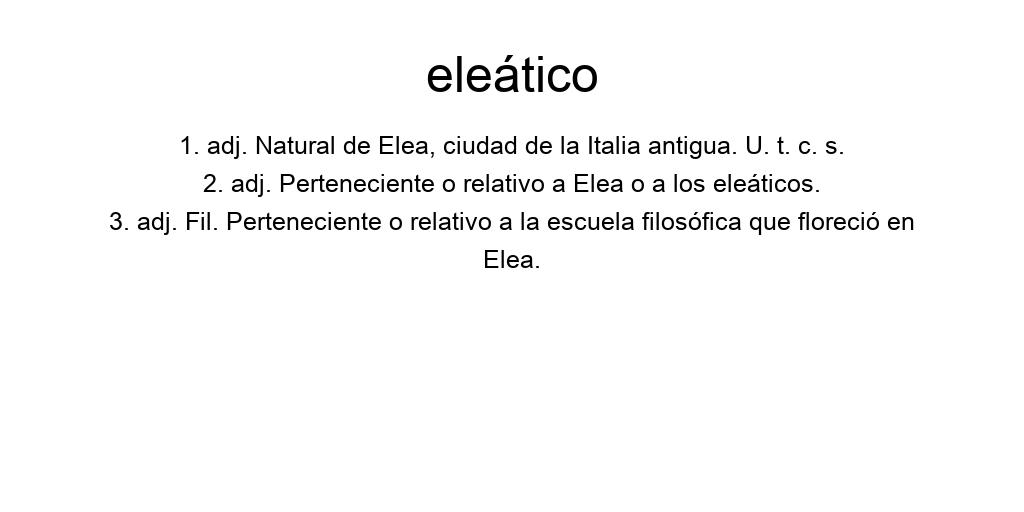 eleático
1. adj. Natural de Elea, ciudad de la Italia antigua. U. t. c. s.
2. adj. Perteneciente o relativo a Elea o a los eleáticos.
3. adj. Fil. Perteneciente o relativo a la escuela filosófica que floreció en
Elea.